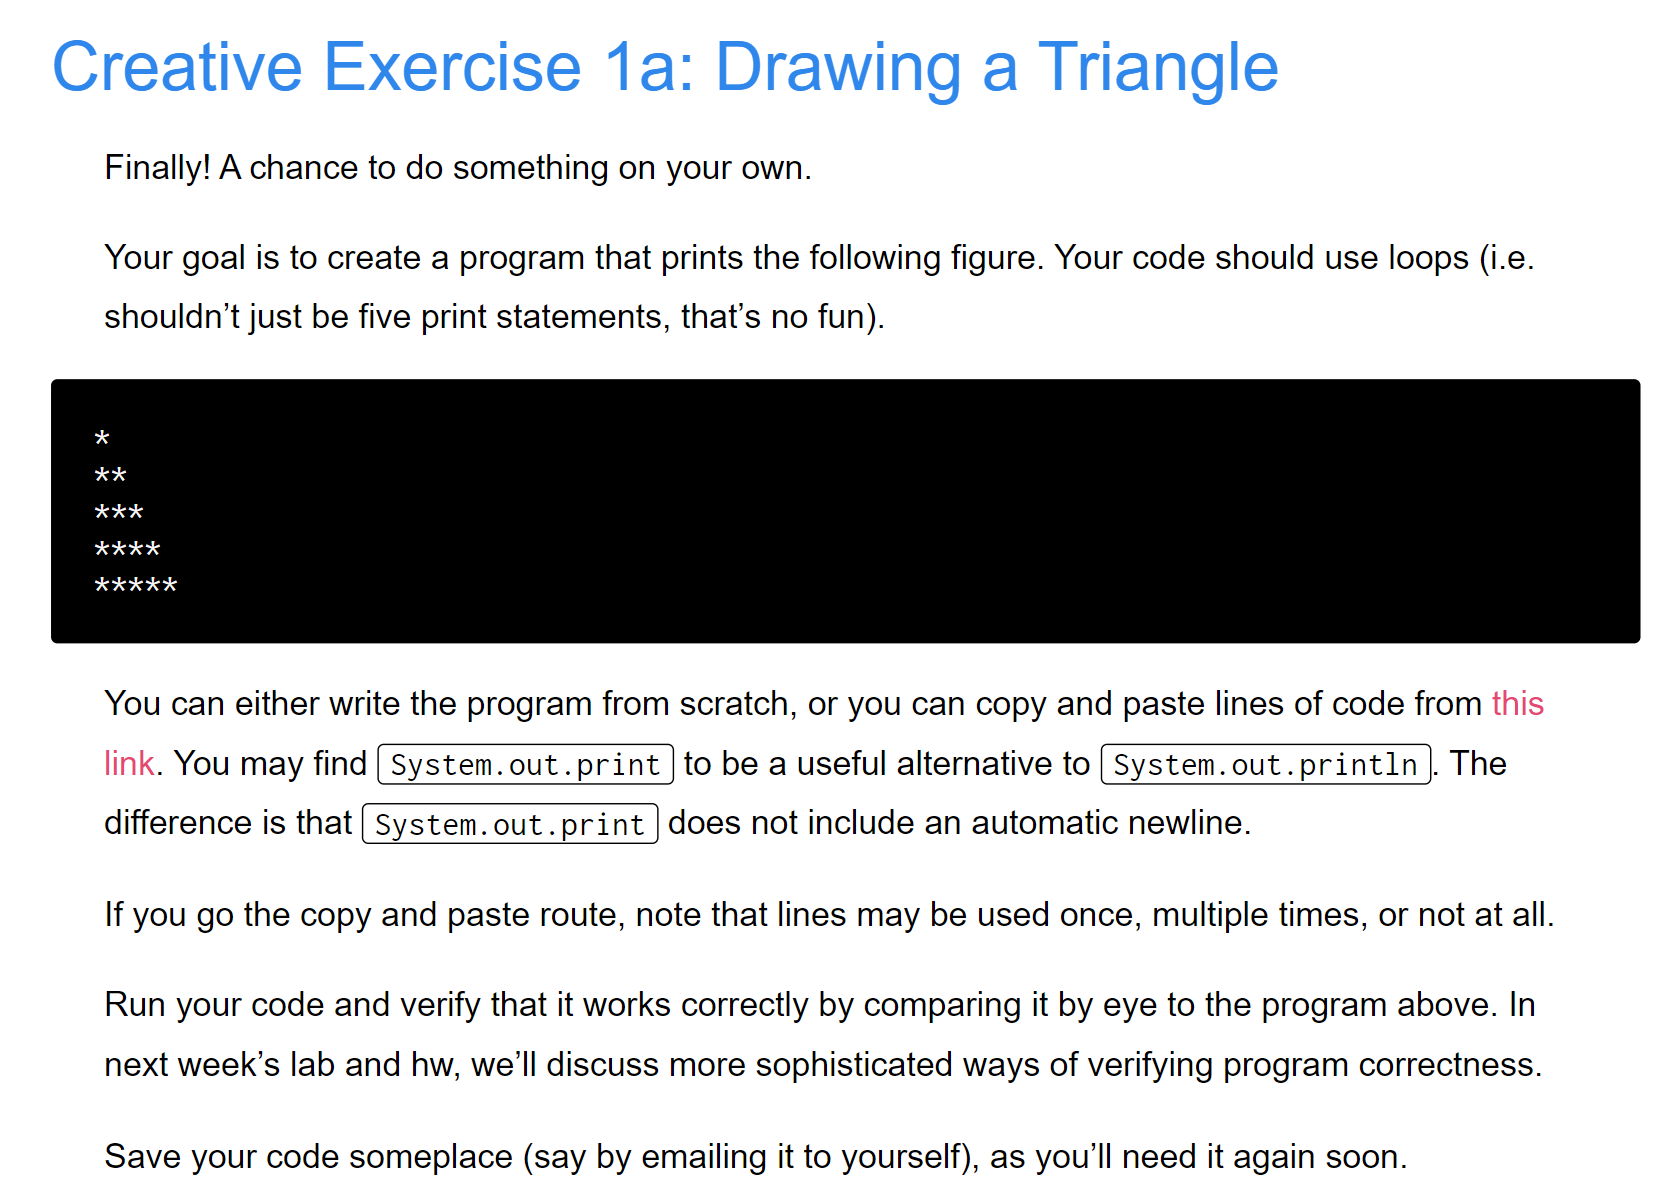 Creative Exercise 1a: Drawing a Triangle
Finally! A chance to do something on your own.
Your goal is to create a program that prints the following figure. Your code should use loops (i.e.
shouldn’t just be five print statements, that’s no fun).
*
**
***
****
*****
You can either write the program from scratch, or you can copy and paste lines of code from this
link. You may find System.out.print to be a useful alternative to System.out.println. The
difference is that System.out.print does not include an automatic newline.
If you go the copy and paste route, note that lines may be used once, multiple times, or not at all.
Run your code and verify that it works correctly by comparing it by eye to the program above. In
next week’s lab and hw, we’ll discuss more sophisticated ways of verifying program correctness.
Save your code someplace (say by emailing it to yourself), as you’ll need it again soon.